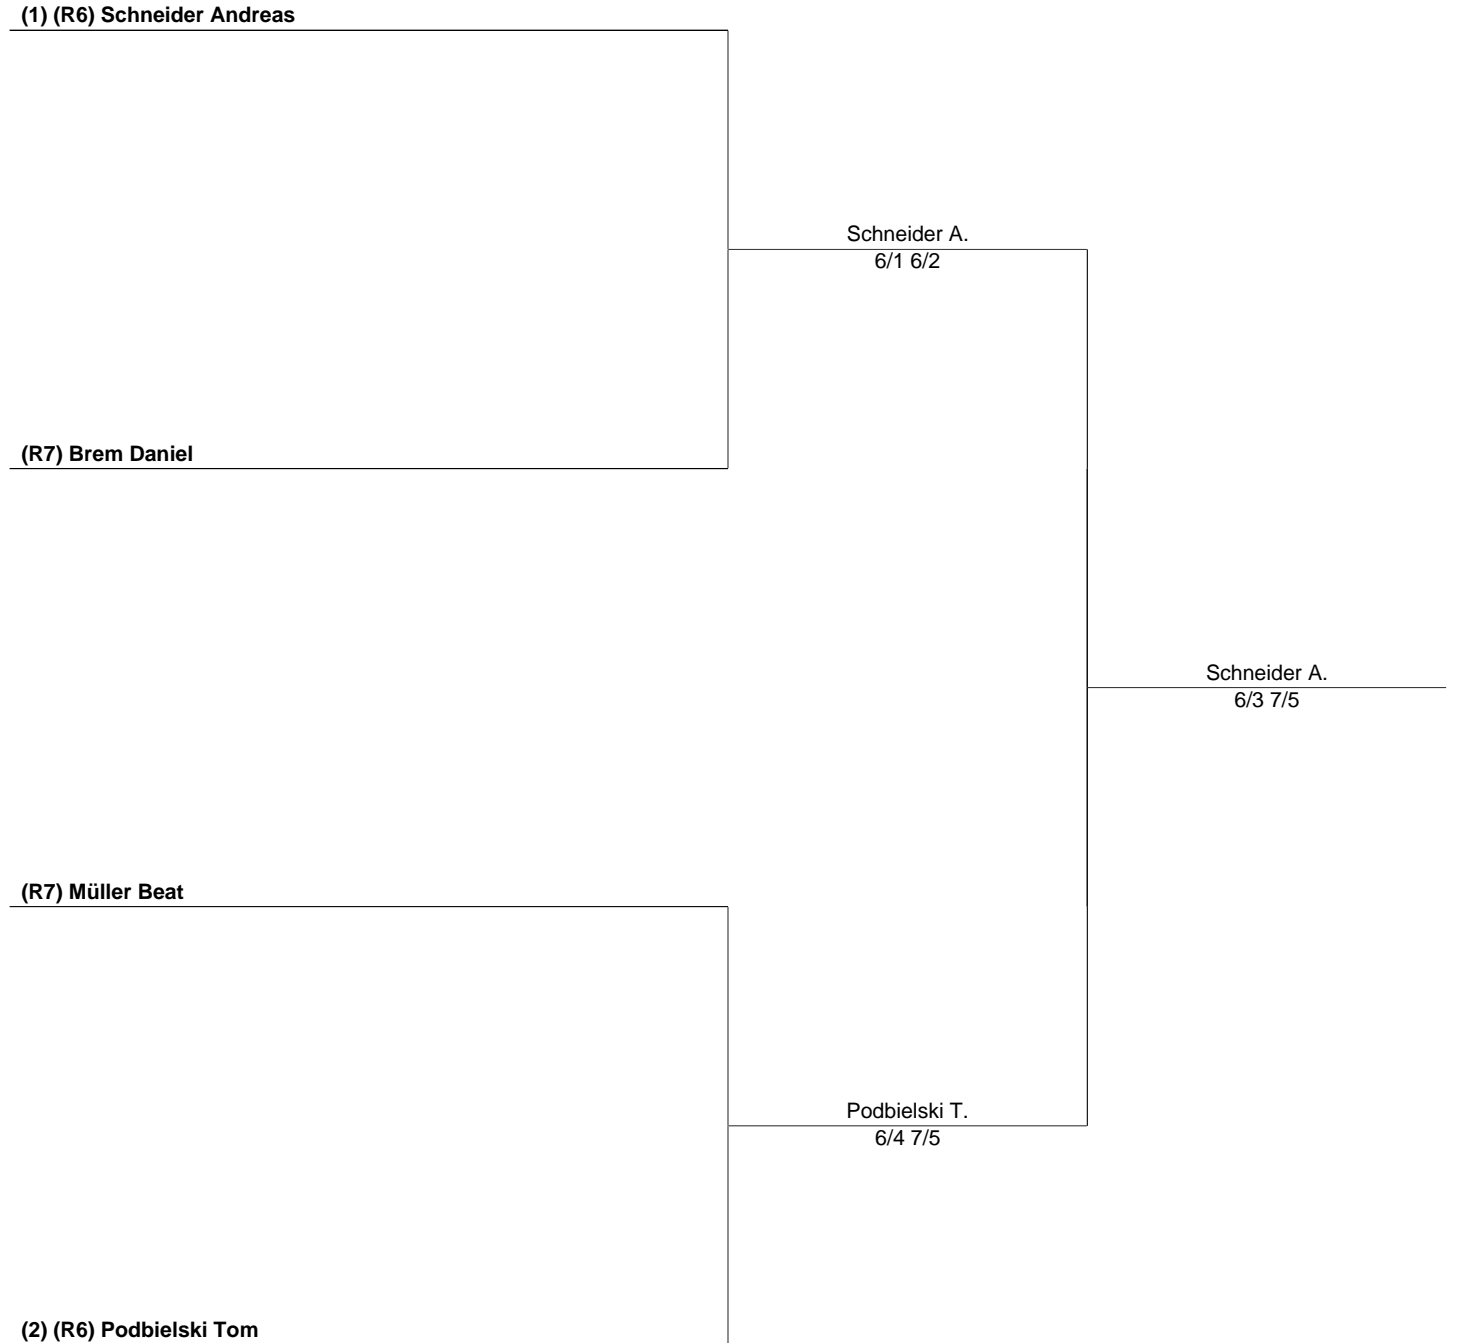 (1) (R6) Schneider Andreas
Schneider A.
6/1 6/2
(R7) Brem Daniel
Schneider A.
6/3 7/5
(R7) Müller Beat
Podbielski T.
6/4 7/5
(2) (R6) Podbielski Tom